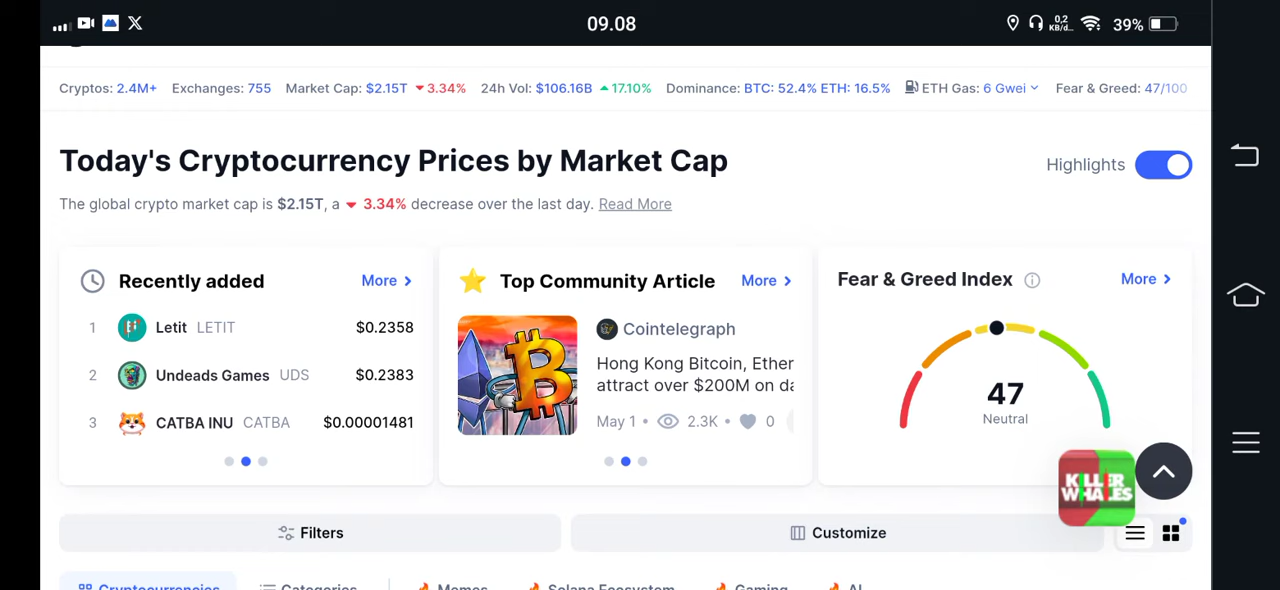 09.08
0,2
KB/d...
39%
Cryptos: 2.4M+ Exchanges: 755 Market Cap: $2.15T 3.34% 24h Vol: $106.16B 17.10% Dominance: BTC: 52.4% ETH: 16.5% ETH Gas: 6 Gwei Fear & Greed: 47/100
Today's Cryptocurrency Prices by Market Cap
Highlights
The global crypto market cap is $2.15T, a 3.34% decrease over the last day. Read More
Recently added
More
1 Letit LETIT $0.2358
2 Undeads Games UDS $0.2383
3 CATBA INU CATBA $0.00001481
Top Community Article
More
Cointelegraph
Hong Kong Bitcoin, Ether
attract over $200M on da
May 1 • 2.3K • 0
Fear & Greed Index
More
47
Neutral
KILLER
WHALES
Filters
Customize
Cryptocurrencies Categories Memes Solana Ecosystem Gaming AI